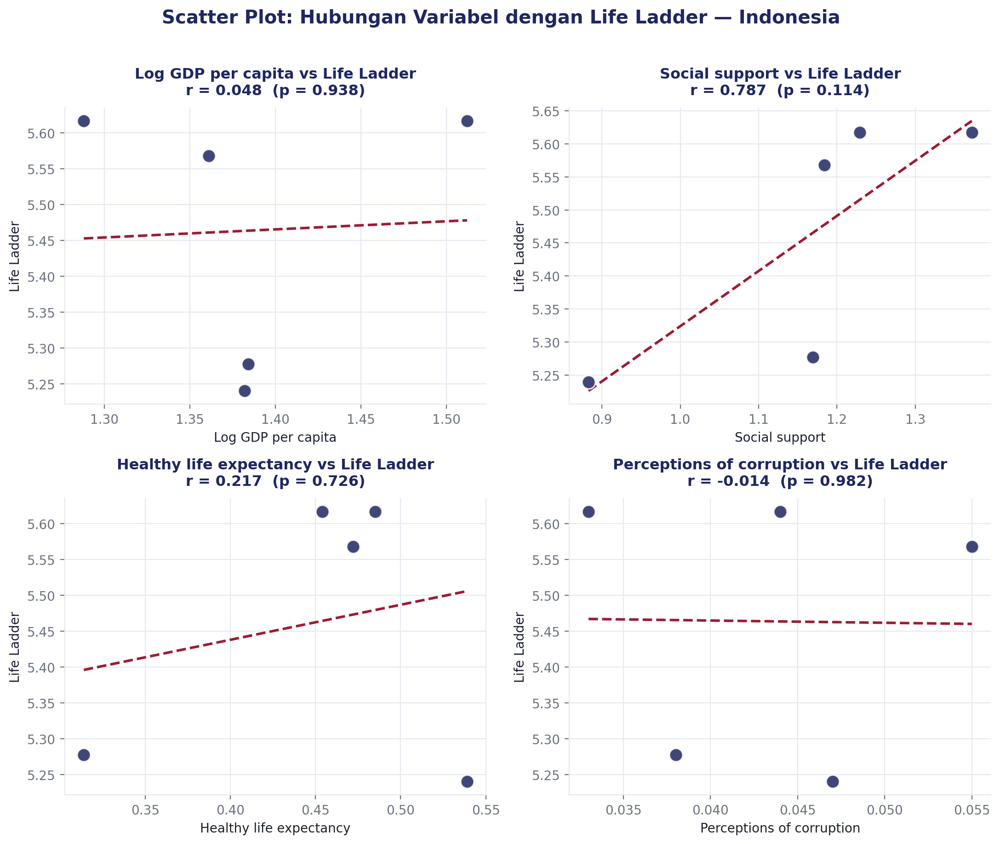 Scatter Plot: Hubungan Variabel dengan Life Ladder — Indonesia
Log GDP per capita vs Life Ladder
r = 0.048  (p = 0.938)
Life Ladder
5.60
5.55
5.50
5.45
5.40
5.35
5.30
5.25
1.30 1.35 1.40 1.45 1.50
Log GDP per capita
Social support vs Life Ladder
r = 0.787  (p = 0.114)
Life Ladder
5.65
5.60
5.55
5.50
5.45
5.40
5.35
5.30
5.25
0.9 1.0 1.1 1.2 1.3
Social support
Healthy life expectancy vs Life Ladder
r = 0.217  (p = 0.726)
Life Ladder
5.60
5.55
5.50
5.45
5.40
5.35
5.30
5.25
0.35 0.40 0.45 0.50 0.55
Healthy life expectancy
Perceptions of corruption vs Life Ladder
r = -0.014  (p = 0.982)
Life Ladder
5.60
5.55
5.50
5.45
5.40
5.35
5.30
5.25
0.035 0.040 0.045 0.050 0.055
Perceptions of corruption